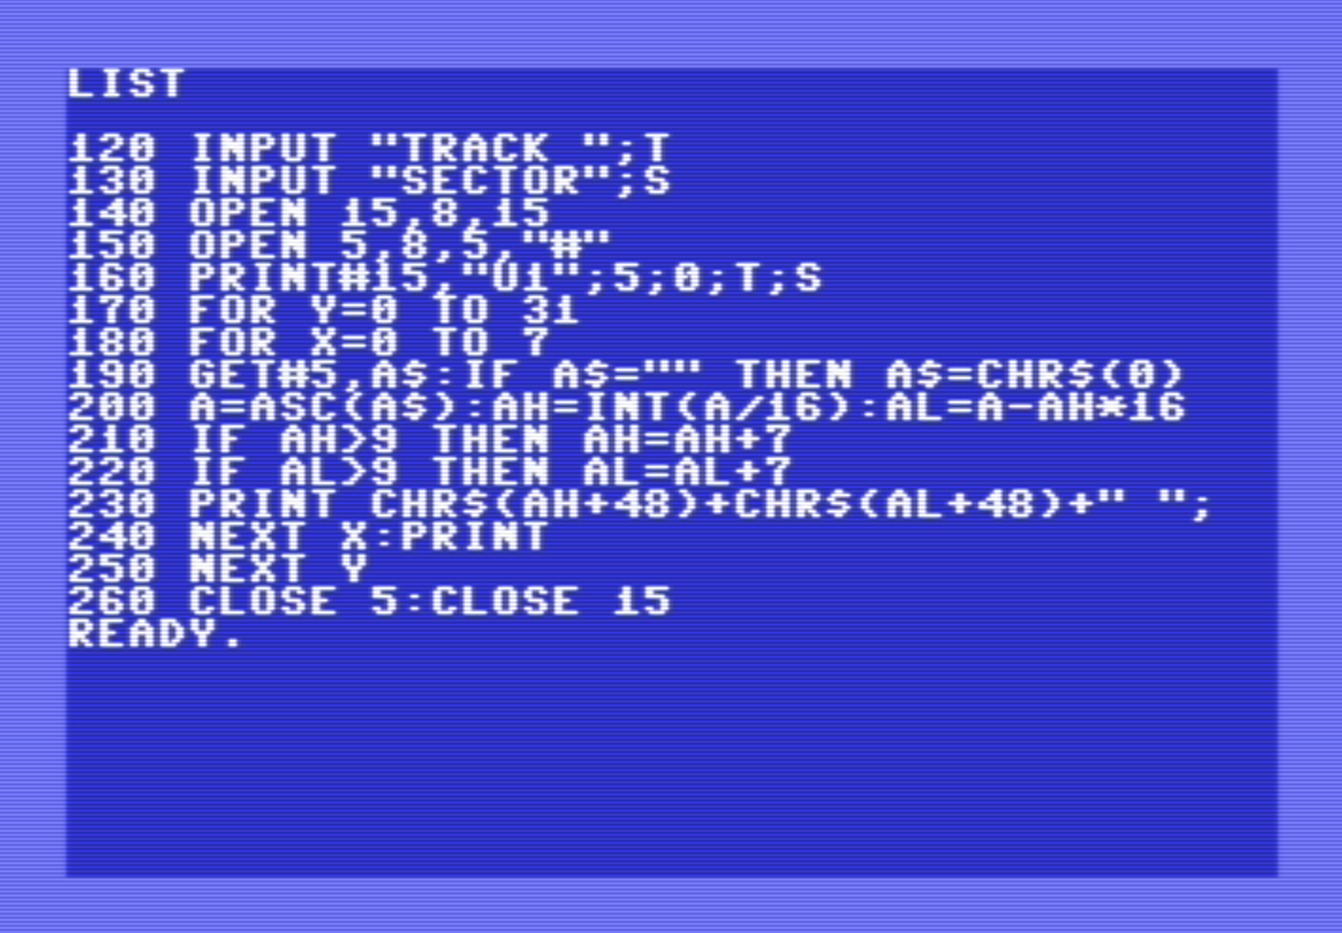 LIST
120 INPUT "TRACK ";T
130 INPUT "SECTOR";S
140 OPEN 15,8,15
150 OPEN 5,8,5,"#"
160 PRINT#15,"U1";5;0;T;S
170 FOR Y=0 TO 31
180 FOR X=0 TO 7
190 GET#5,A$:IF A$="" THEN A$=CHR$(0)
200 A=ASC(A$):AH=INT(A/16):AL=A-AH*16
210 IF AH>9 THEN AH=AH+7
220 IF AL>9 THEN AL=AL+7
230 PRINT CHR$(AH+48)+CHR$(AL+48)+" ";
240 NEXT X:PRINT
250 NEXT Y
260 CLOSE 5:CLOSE 15
READY.